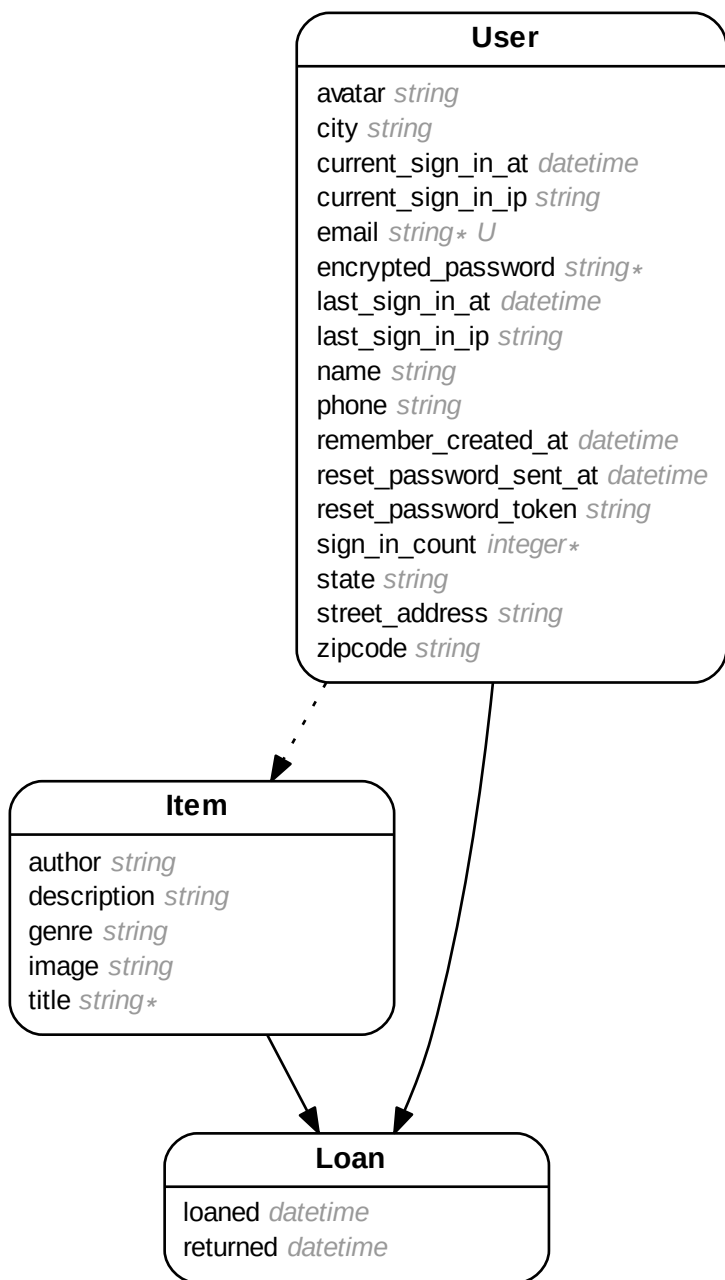 User
avatar string
city string
current_sign_in_at datetime
current_sign_in_ip string
email string* U
encrypted_password string*
last_sign_in_at datetime
last_sign_in_ip string
name string
phone string
remember_created_at datetime
reset_password_sent_at datetime
reset_password_token string
sign_in_count integer*
state string
street_address string
zipcode string
Item
author string
description string
genre string
image string
title string*
Loan
loaned datetime
returned datetime